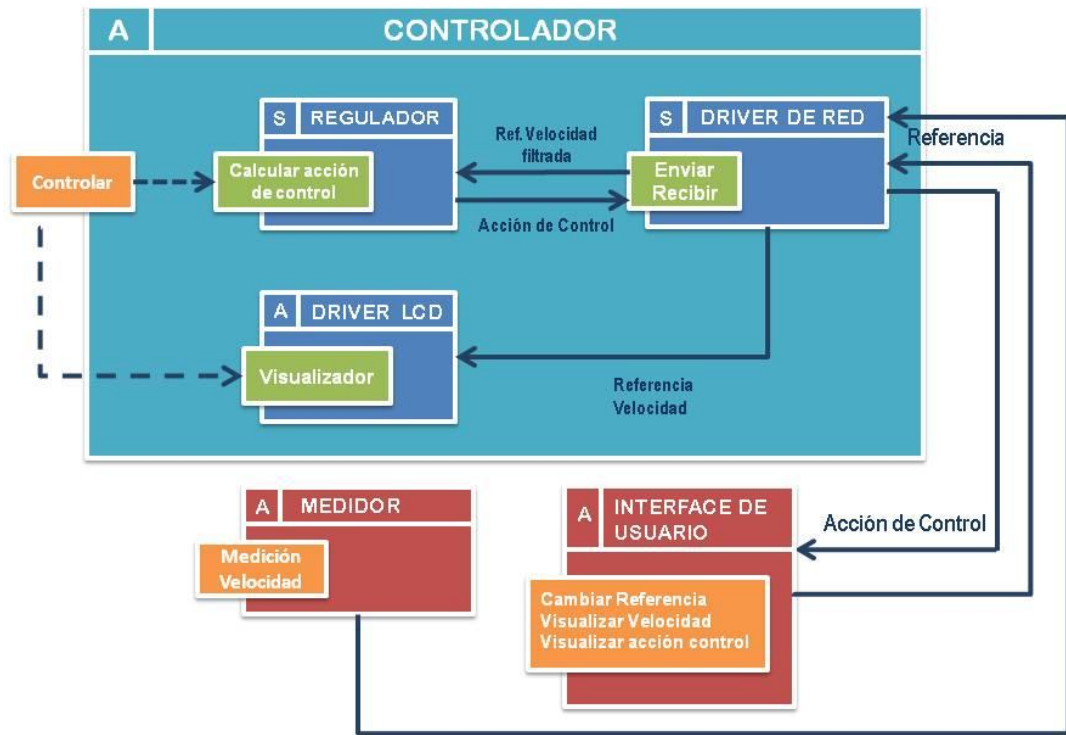 A CONTROLADOR
S REGULADOR
S DRIVER DE RED
Referencia
Ref. Velocidad
filtrada
Controlar
Calcular acción
de control
Enviar
Recibir
Acción de Control
A DRIVER LCD
Visualizador
Referencia
Velocidad
A MEDIDOR
Medición
Velocidad
A INTERFACE DE
USUARIO
Acción de Control
Cambiar Referencia
Visualizar Velocidad
Visualizar acción control